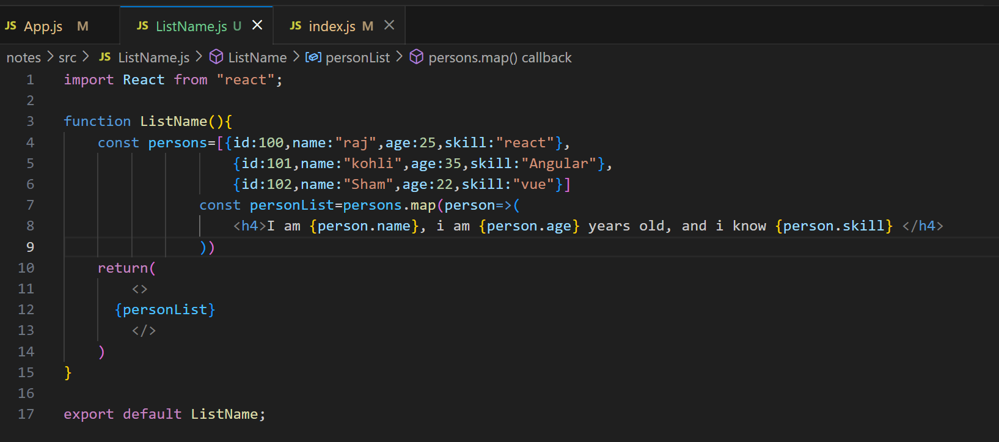 JS App.js M JS ListName.js U JS index.js M
notes > src > JS ListName.js > ListName > personList > persons.map() callback
1 import React from "react";
2
3 function ListName(){
4 const persons=[{id:100,name:"raj",age:25,skill:"react"},
5 {id:101,name:"kohli",age:35,skill:"Angular"},
6 {id:102,name:"Sham",age:22,skill:"vue"}]
7 const personList=persons.map(person=>(
8 <h4>I am {person.name}, i am {person.age} years old, and i know {person.skill} </h4>
9 ))
10 return(
11 <>
12 {personList}
13 </>
14 )
15 }
16
17 export default ListName;